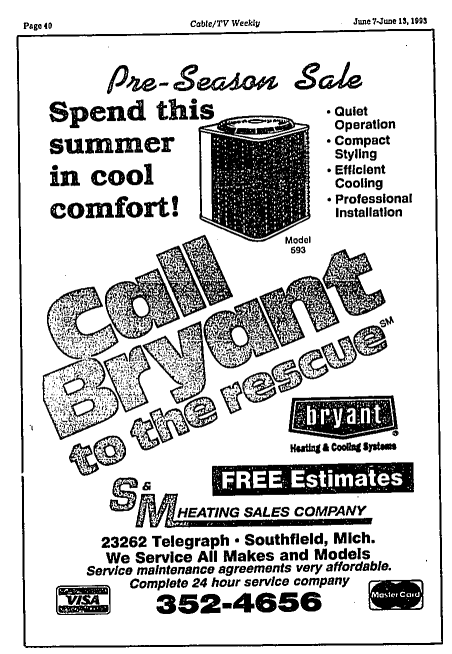 Page 40
Cable/TV Weekly
June 7-June 13, 1993
Pre-Season Sale
Spend this
summer
in cool
comfort!
• Quiet
Operation
• Compact
Styling
• Efficient
Cooling
• Professional
Installation
Model
593
Call
Bryant
to the rescue SM
bryant ®
Heating & Cooling Systems
FREE Estimates
S & M HEATING SALES COMPANY
23262 Telegraph • Southfield, Mich.
We Service All Makes and Models
Service maintenance agreements very affordable.
Complete 24 hour service company
VISA
352-4656
MasterCard